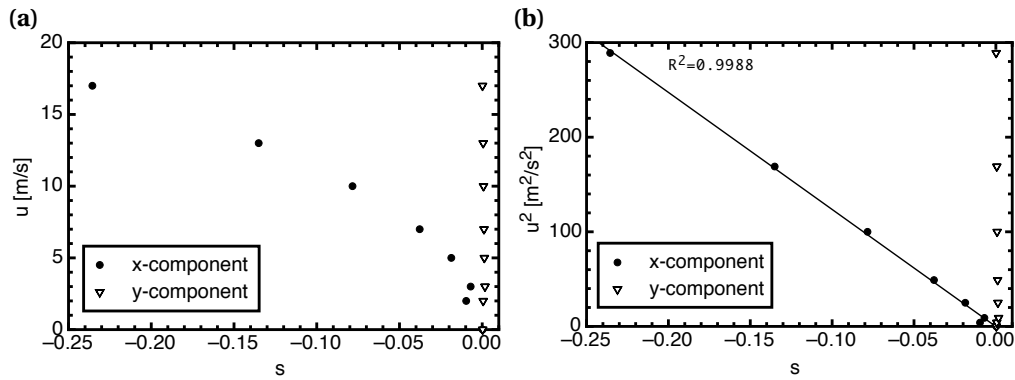 (a)
20
15
10
5
0
u [m/s]
x-component
y-component
−0.25 −0.20 −0.15 −0.10 −0.05 0.00
s
(b)
300
200
100
0
u² [m²/s²]
R²=0.9988
x-component
y-component
−0.25 −0.20 −0.15 −0.10 −0.05 0.00
s